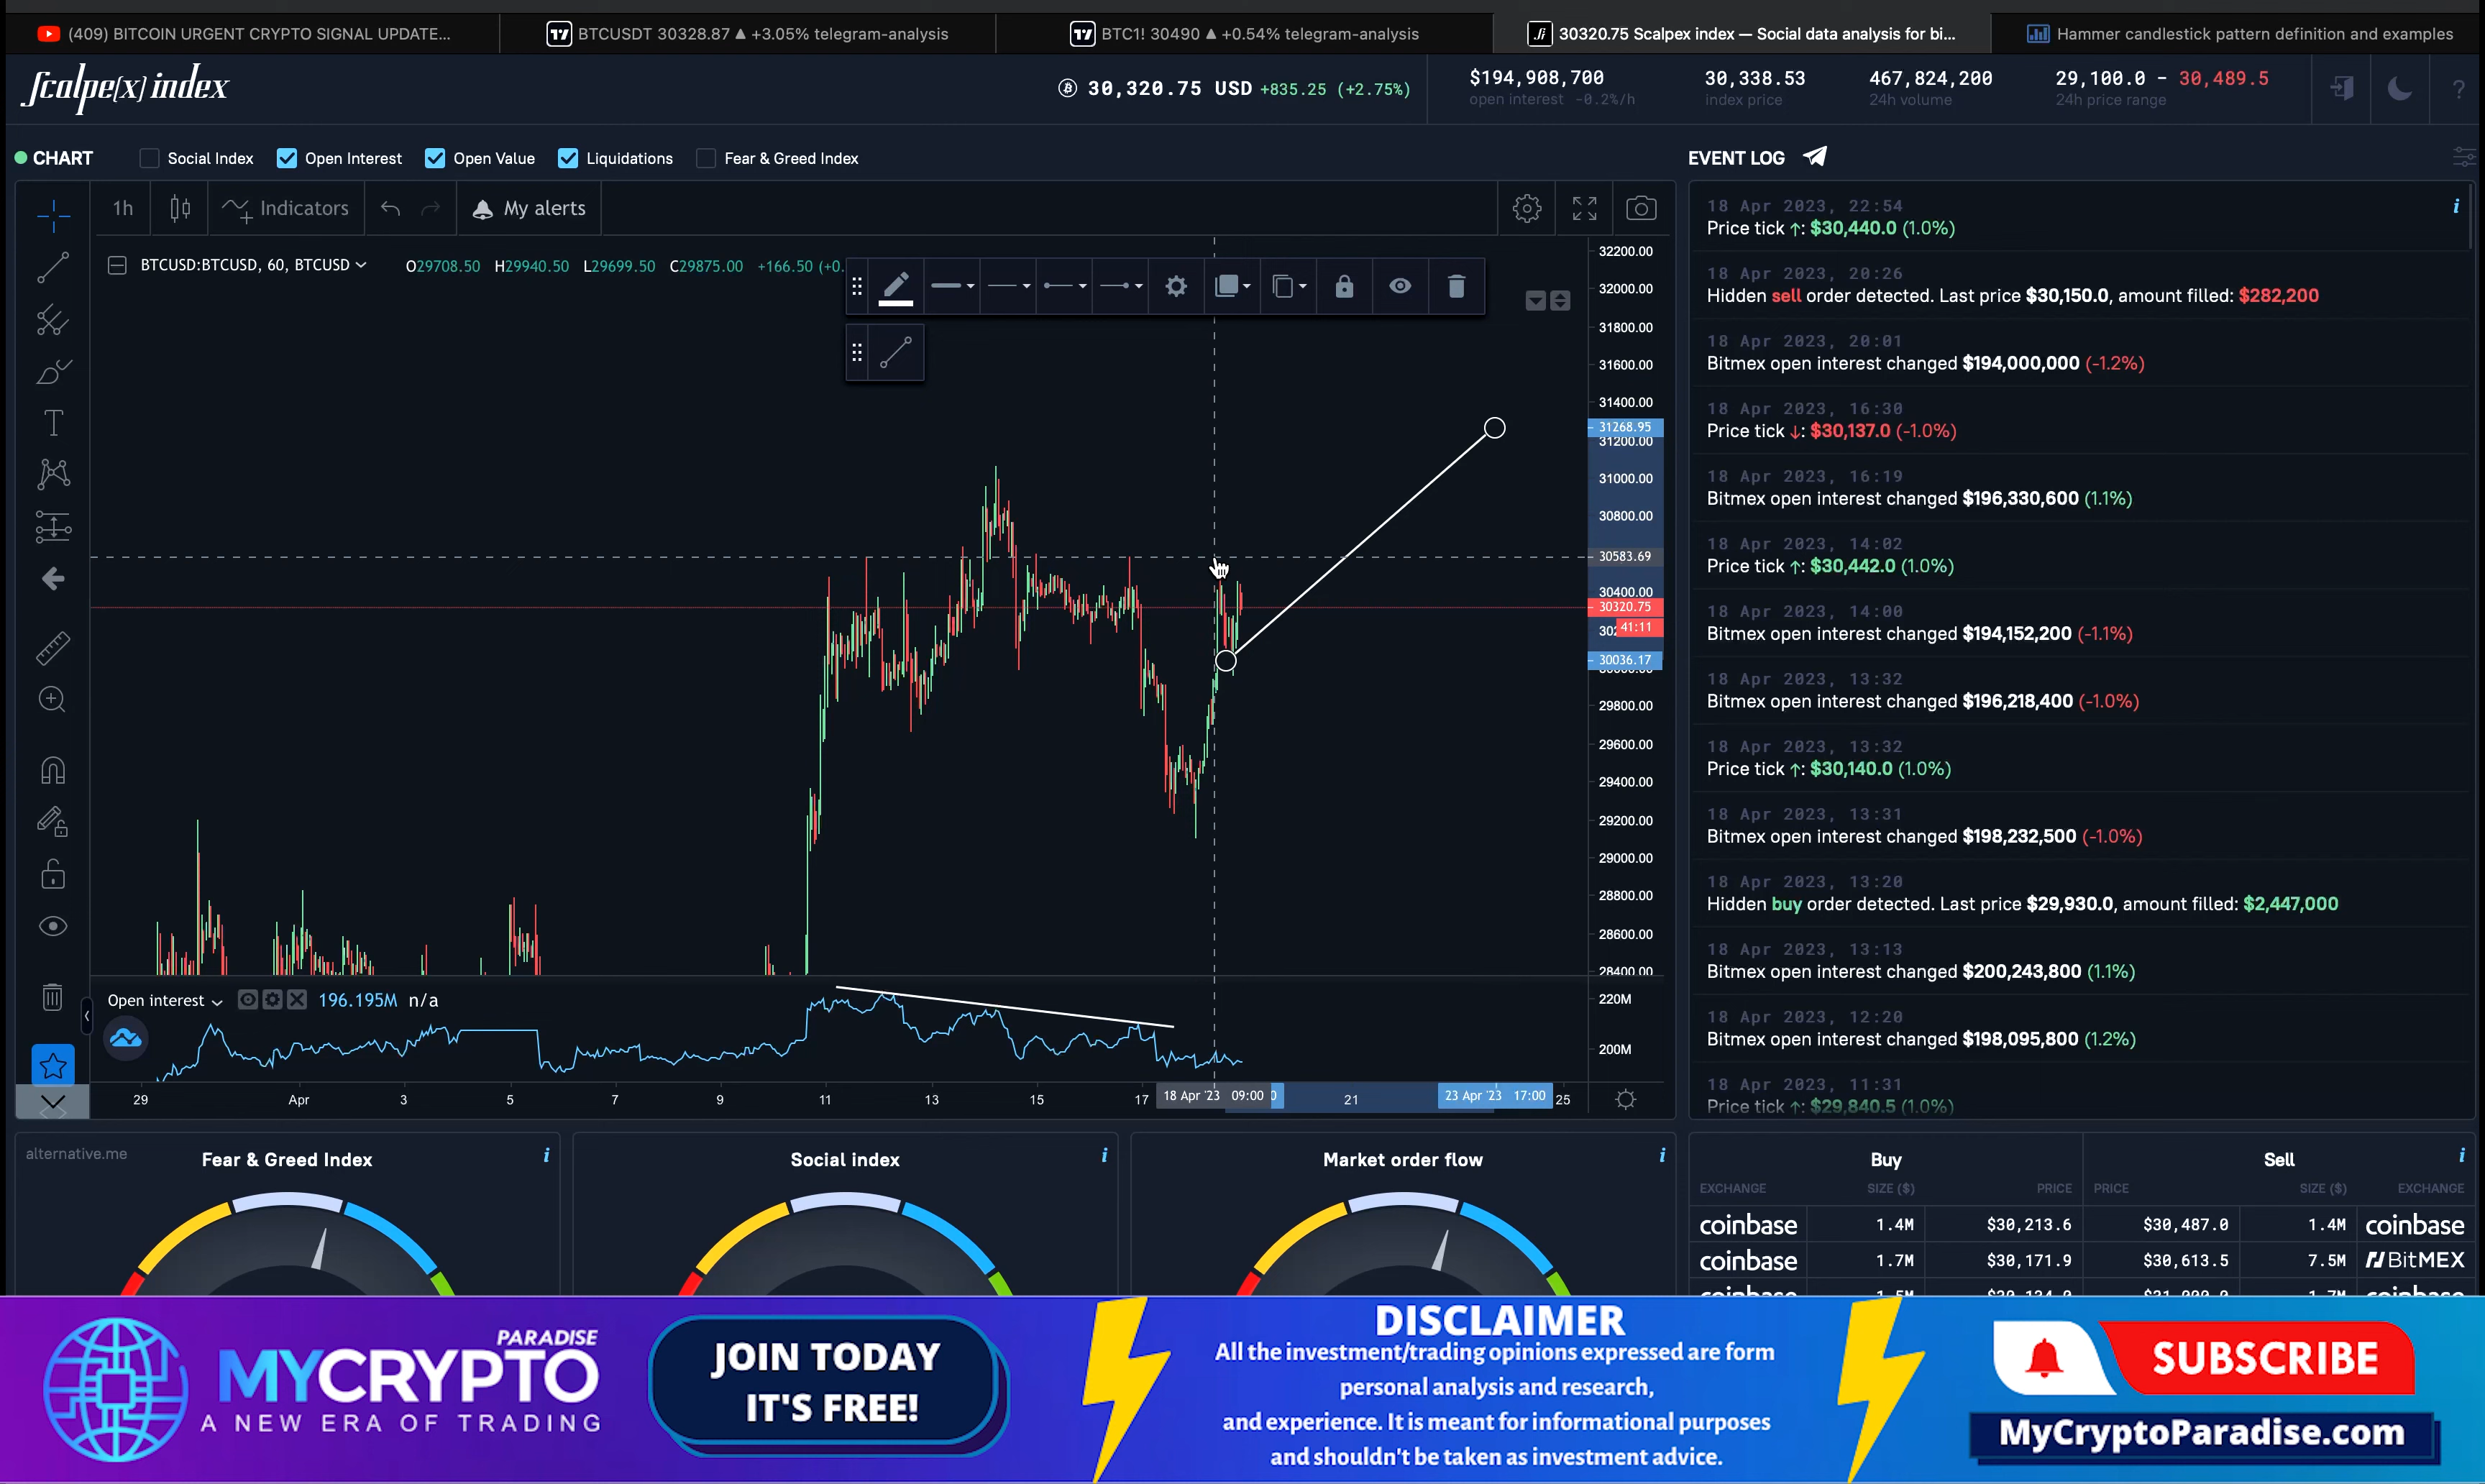 (409) BITCOIN URGENT CRYPTO SIGNAL UPDATE...
BTCUSDT 30328.87 ▲ +3.05% telegram-analysis
BTC1! 30490 ▲ +0.54% telegram-analysis
30320.75 Scalpex index — Social data analysis for bi...
Hammer candlestick pattern definition and examples
Scalpe(x) index
30,320.75 USD +835.25 (+2.75%)
$194,908,700
open interest -0.2%/h
30,338.53
index price
467,824,200
24h volume
29,100.0 - 30,489.5
24h price range
?
CHART
Social Index
Open Interest
Open Value
Liquidations
Fear & Greed Index
1h
Indicators
My alerts
BTCUSD:BTCUSD, 60, BTCUSD
O29708.50 H29940.50 L29699.50 C29875.00 +166.50 (+0.
32200.00
32000.00
31800.00
31600.00
31400.00
31268.95
31200.00
31000.00
30800.00
30583.69
30400.00
30320.75
41:11
30036.17
29800.00
29600.00
29400.00
29200.00
29000.00
28800.00
28600.00
28400.00
Open interest 196.195M n/a
220M
200M
29 Apr 3 5 7 9 11 13 15 17 18 Apr '23 09:00 0 21 23 Apr '23 17:00 25
EVENT LOG
18 Apr 2023, 22:54
Price tick ↑: $30,440.0 (1.0%)
18 Apr 2023, 20:26
Hidden sell order detected. Last price $30,150.0, amount filled: $282,200
18 Apr 2023, 20:01
Bitmex open interest changed $194,000,000 (-1.2%)
18 Apr 2023, 16:30
Price tick ↓: $30,137.0 (-1.0%)
18 Apr 2023, 16:19
Bitmex open interest changed $196,330,600 (1.1%)
18 Apr 2023, 14:02
Price tick ↑: $30,442.0 (1.0%)
18 Apr 2023, 14:00
Bitmex open interest changed $194,152,200 (-1.1%)
18 Apr 2023, 13:32
Bitmex open interest changed $196,218,400 (-1.0%)
18 Apr 2023, 13:32
Price tick ↑: $30,140.0 (1.0%)
18 Apr 2023, 13:31
Bitmex open interest changed $198,232,500 (-1.0%)
18 Apr 2023, 13:20
Hidden buy order detected. Last price $29,930.0, amount filled: $2,447,000
18 Apr 2023, 13:13
Bitmex open interest changed $200,243,800 (1.1%)
18 Apr 2023, 12:20
Bitmex open interest changed $198,095,800 (1.2%)
18 Apr 2023, 11:31
Price tick ↑: $29,840.5 (1.0%)
alternative.me
Fear & Greed Index
Social index
Market order flow
Buy
Sell
EXCHANGE SIZE ($) PRICE PRICE SIZE ($) EXCHANGE
coinbase 1.4M $30,213.6 $30,487.0 1.4M coinbase
coinbase 1.7M $30,171.9 $30,613.5 7.5M BitMEX
PARADISE
MYCRYPTO
A NEW ERA OF TRADING
JOIN TODAY
IT'S FREE!
DISCLAIMER
All the investment/trading opinions expressed are form
personal analysis and research,
and experience. It is meant for informational purposes
and shouldn't be taken as investment advice.
SUBSCRIBE
MyCryptoParadise.com